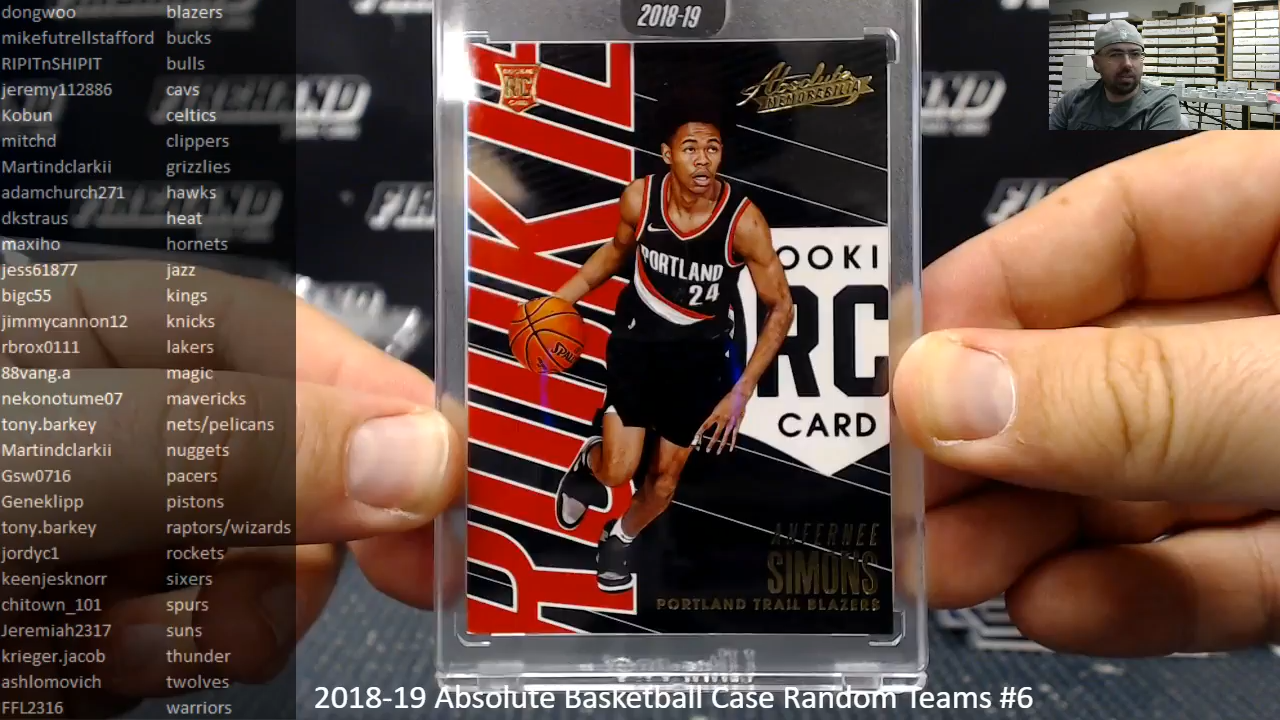 dongwoo blazers
mikefutrellstafford bucks
RIPITnSHIPIT bulls
jeremy112886 cavs
Kobun celtics
mitchd clippers
Martindclarkii grizzlies
adamchurch271 hawks
dkstraus heat
maxiho hornets
jess61877 jazz
bigc55 kings
jimmycannon12 knicks
rbrox0111 lakers
88vang.a magic
nekonotume07 mavericks
tony.barkey nets/pelicans
Martindclarkii nuggets
Gsw0716 pacers
Geneklipp pistons
tony.barkey raptors/wizards
jordyc1 rockets
keenjesknorr sixers
chitown_101 spurs
Jeremiah2317 suns
krieger.jacob thunder
ashlomovich twolves
FFL2316 warriors
2018-19
RC
Absolute
MEMORABILIA
PORTLAND
24
SPALD
OOKI
RC
CARD
ANFERNEE
SIMONS
PORTLAND TRAIL BLAZERS
2018-19 Absolute Basketball Case Random Teams #6